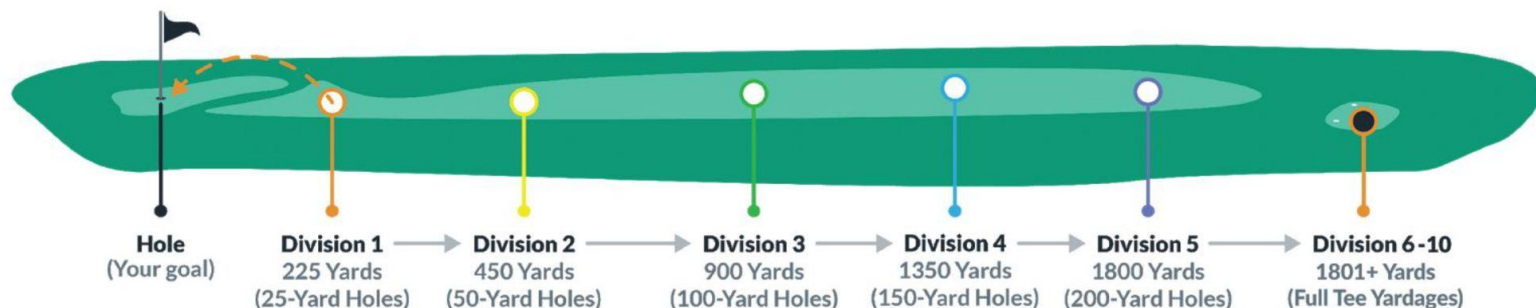 Hole
(Your goal)
Division 1
225 Yards
(25-Yard Holes)
Division 2
450 Yards
(50-Yard Holes)
Division 3
900 Yards
(100-Yard Holes)
Division 4
1350 Yards
(150-Yard Holes)
Division 5
1800 Yards
(200-Yard Holes)
Division 6-10
1801+ Yards
(Full Tee Yardages)